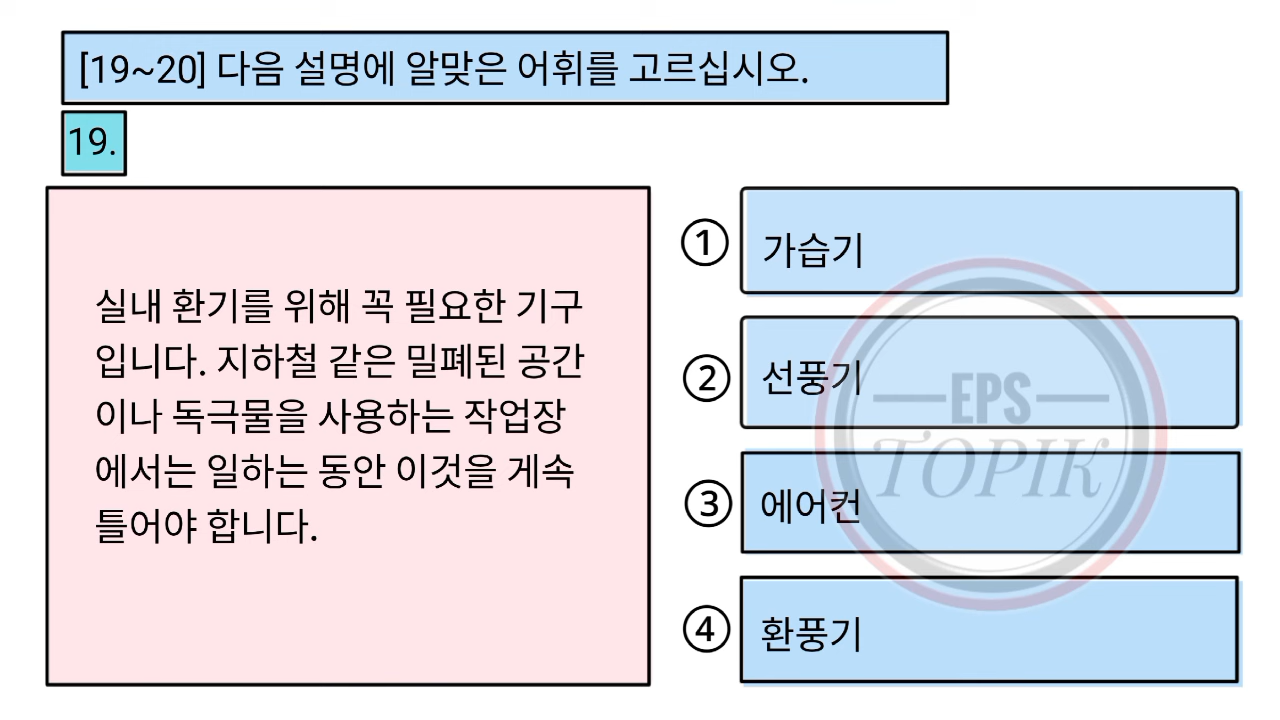 [19~20] 다음 설명에 알맞은 어휘를 고르십시오.
19.
실내 환기를 위해 꼭 필요한 기구
입니다. 지하철 같은 밀폐된 공간
이나 독극물을 사용하는 작업장
에서는 일하는 동안 이것을 게속
틀어야 합니다.
① 가습기
② 선풍기
③ 에어컨
④ 환풍기
EPS
TOPIK